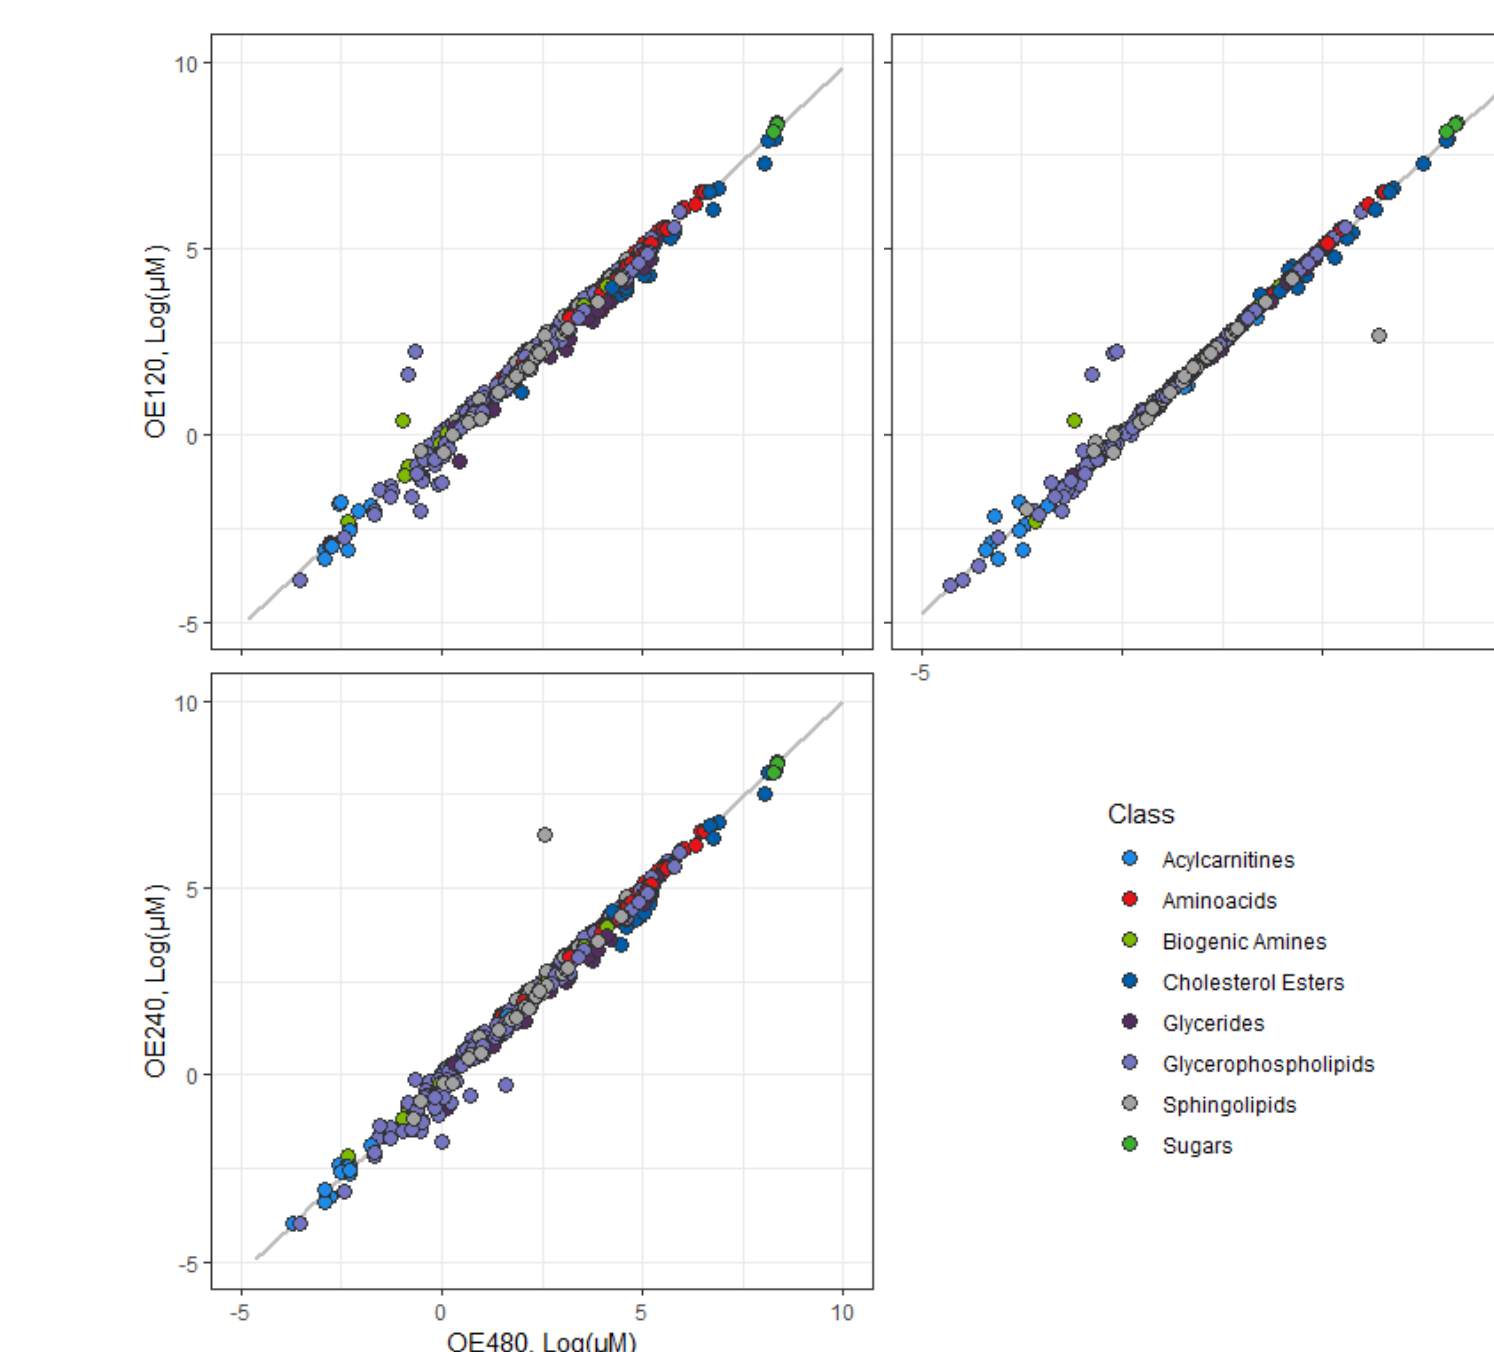 10
5
0
-5
OE120, Log(µM)
-5
10
5
0
-5
OE240, Log(µM)
-5
0
5
10
OE480, Log(µM)
Class
Acylcarnitines
Aminoacids
Biogenic Amines
Cholesterol Esters
Glycerides
Glycerophospholipids
Sphingolipids
Sugars